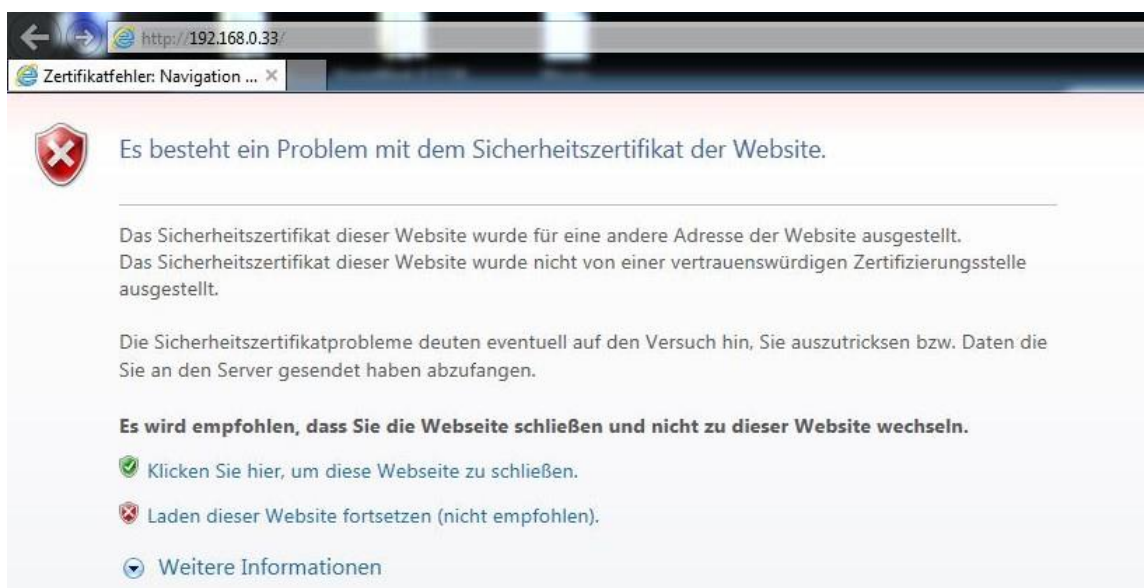 http://192.168.0.33/
Zertifikatfehler: Navigation ...
Es besteht ein Problem mit dem Sicherheitszertifikat der Website.
Das Sicherheitszertifikat dieser Website wurde für eine andere Adresse der Website ausgestellt.
Das Sicherheitszertifikat dieser Website wurde nicht von einer vertrauenswürdigen Zertifizierungsstelle
ausgestellt.
Die Sicherheitszertifikatprobleme deuten eventuell auf den Versuch hin, Sie auszutricksen bzw. Daten die
Sie an den Server gesendet haben abzufangen.
Es wird empfohlen, dass Sie die Webseite schließen und nicht zu dieser Website wechseln.
Klicken Sie hier, um diese Webseite zu schließen.
Laden dieser Website fortsetzen (nicht empfohlen).
Weitere Informationen